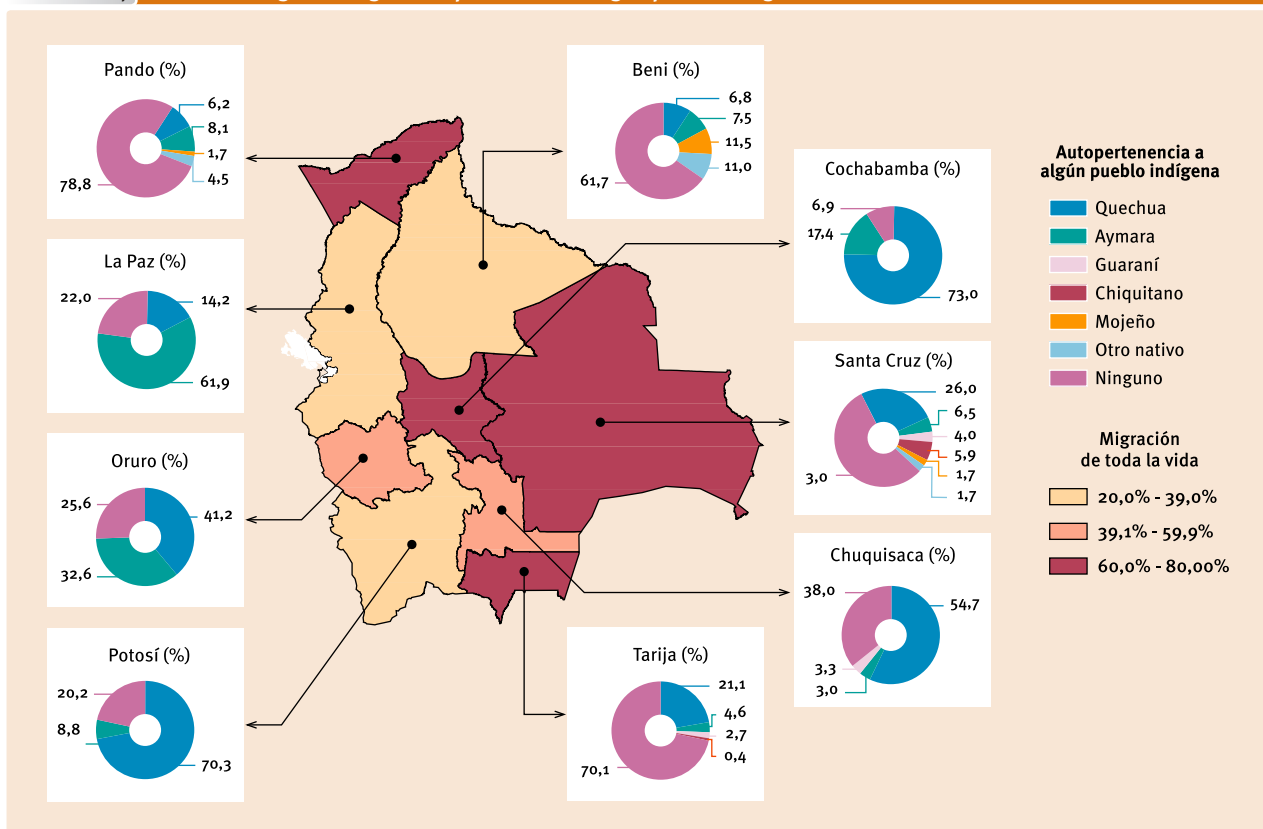 Pando (%)
6,2
8,1
1,7
4,5
78,8
La Paz (%)
22,0
14,2
61,9
Oruro (%)
25,6
41,2
32,6
Potosí (%)
20,2
8,8
70,3
Beni (%)
6,8
7,5
11,5
11,0
61,7
Tarija (%)
21,1
4,6
2,7
0,4
70,1
Cochabamba (%)
6,9
17,4
73,0
Santa Cruz (%)
26,0
6,5
4,0
5,9
1,7
1,7
3,0
Chuquisaca (%)
38,0
54,7
3,3
3,0
Autopertenencia a
algún pueblo indígena
Quechua
Aymara
Guaraní
Chiquitano
Mojeño
Otro nativo
Ninguno
Migración
de toda la vida
20,0% - 39,0%
39,1% - 59,9%
60,0% - 80,00%